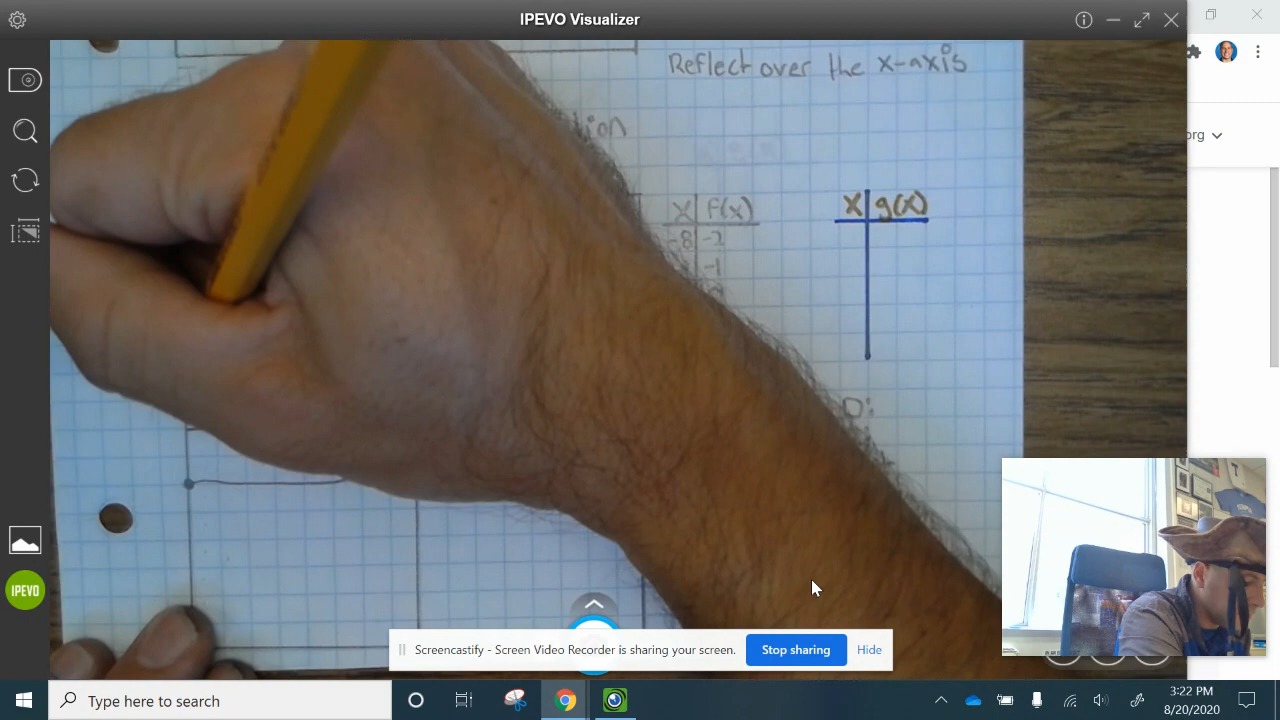 IPEVO Visualizer
Reflect over the x-axis
org
x f(x)
-8 -2
-1
x g(x)
D:
IPEVO
Screencastify - Screen Video Recorder is sharing your screen.
Stop sharing
Hide
Type here to search
3:22 PM
8/20/2020